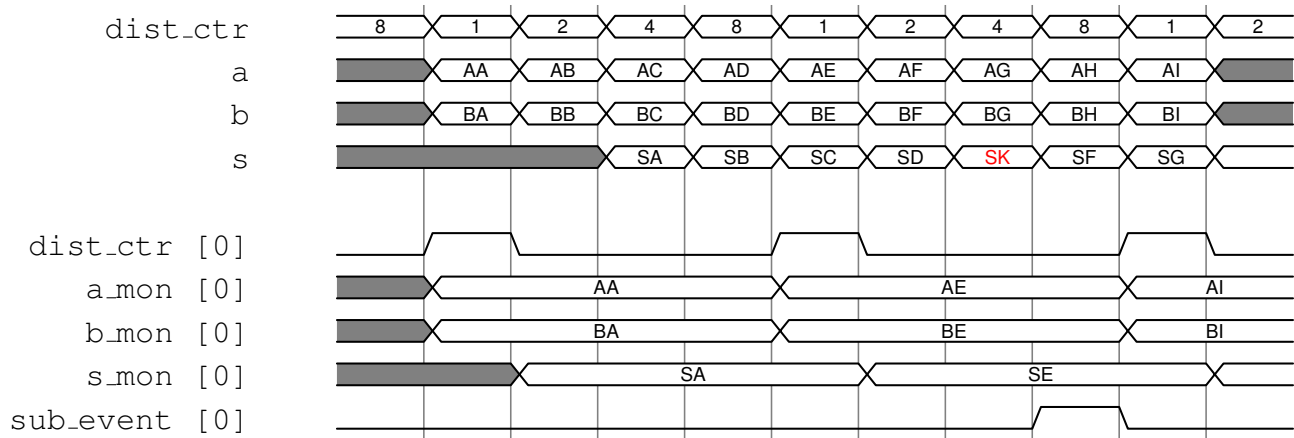 dist_ctr 8 1 2 4 8 1 2 4 8 1 2
a AA AB AC AD AE AF AG AH AI
b BA BB BC BD BE BF BG BH BI
s SA SB SC SD SK SF SG
dist_ctr [0]
a_mon [0] AA AE AI
b_mon [0] BA BE BI
s_mon [0] SA SE
sub_event [0]